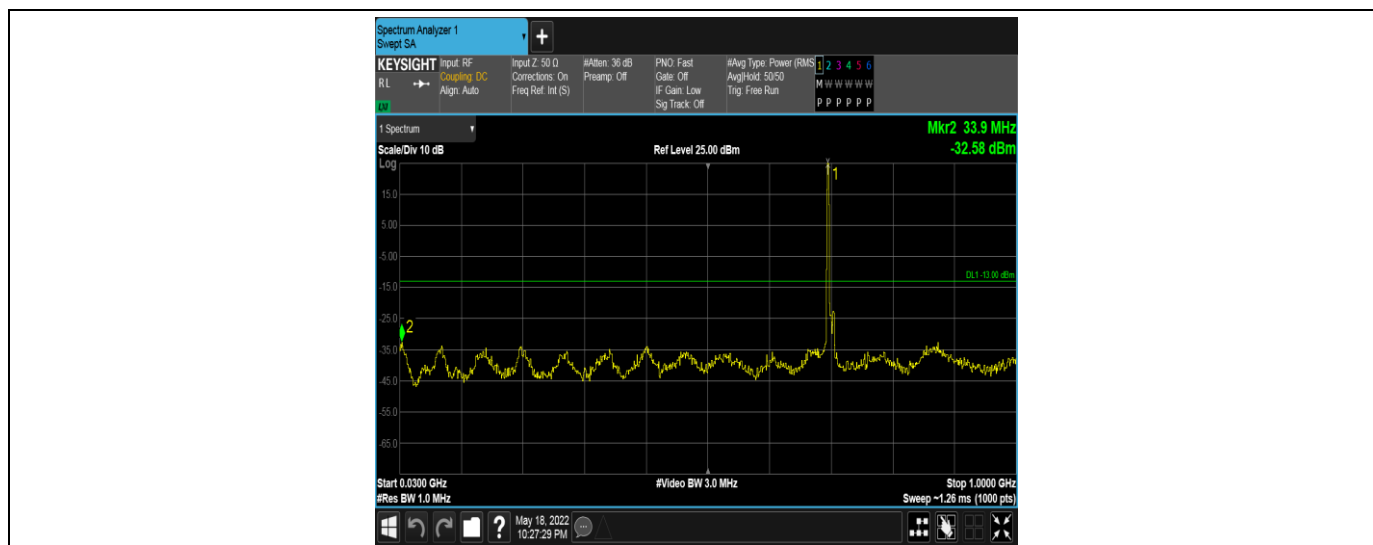 Spectrum Analyzer 1
Swept SA
+
KEYSIGHT Input: RF
RL Coupling: DC
Align: Auto
Input Z: 50 Ω
Corrections: On
Freq Ref: Int (S)
#Atten: 36 dB
Preamp: Off
PNO: Fast
Gate: Off
IF Gain: Low
Sig Track: Off
#Avg Type: Power (RMS
Avg|Hold: 50/50
Trig: Free Run
1 2 3 4 5 6
M W W W W W
P P P P P P
1 Spectrum
Mkr2 33.9 MHz
Scale/Div 10 dB Ref Level 25.00 dBm -32.58 dBm
Log
1
15.0
5.00
-5.00
DL1 -13.00 dBm
-15.0
-25.0
2
-35.0
-45.0
-55.0
-65.0
Start 0.0300 GHz #Video BW 3.0 MHz Stop 1.0000 GHz
#Res BW 1.0 MHz Sweep ~1.26 ms (1000 pts)
? May 18, 2022
10:27:29 PM